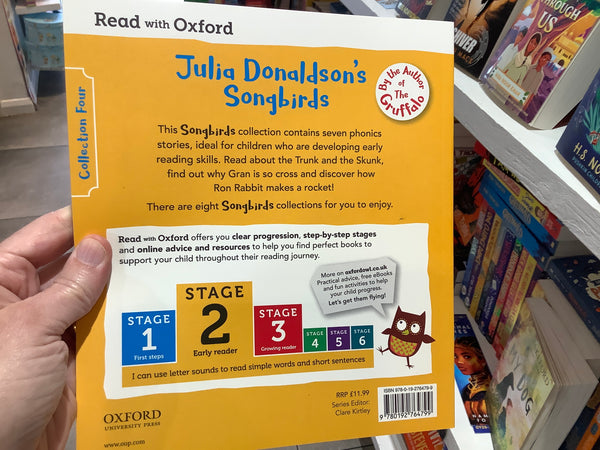 Read with Oxford
Julia Donaldson's
Songbirds
By the Author
of The
Gruffalo
Collection Four
This Songbirds collection contains seven phonics
stories, ideal for children who are developing early
reading skills. Read about the Trunk and the Skunk,
find out why Gran is so cross and discover how
Ron Rabbit makes a rocket!
There are eight Songbirds collections for you to enjoy.
Read with Oxford offers you clear progression, step-by-step stages
and online advice and resources to help you find perfect books to
support your child throughout their reading journey.
More on oxfordowl.co.uk
Practical advice, free eBooks
and fun activities to help
your child progress.
Let's get them flying!
STAGE
1
First steps
STAGE
2
Early reader
STAGE
3
Growing reader
STAGE
4
STAGE
5
STAGE
6
I can use letter sounds to read simple words and short sentences
OXFORD
UNIVERSITY PRESS
www.oup.com
RRP £11.99
Series Editor:
Clare Kirtley
ISBN 978-0-19-276479-9
9 780192 764799
THROUGH
US